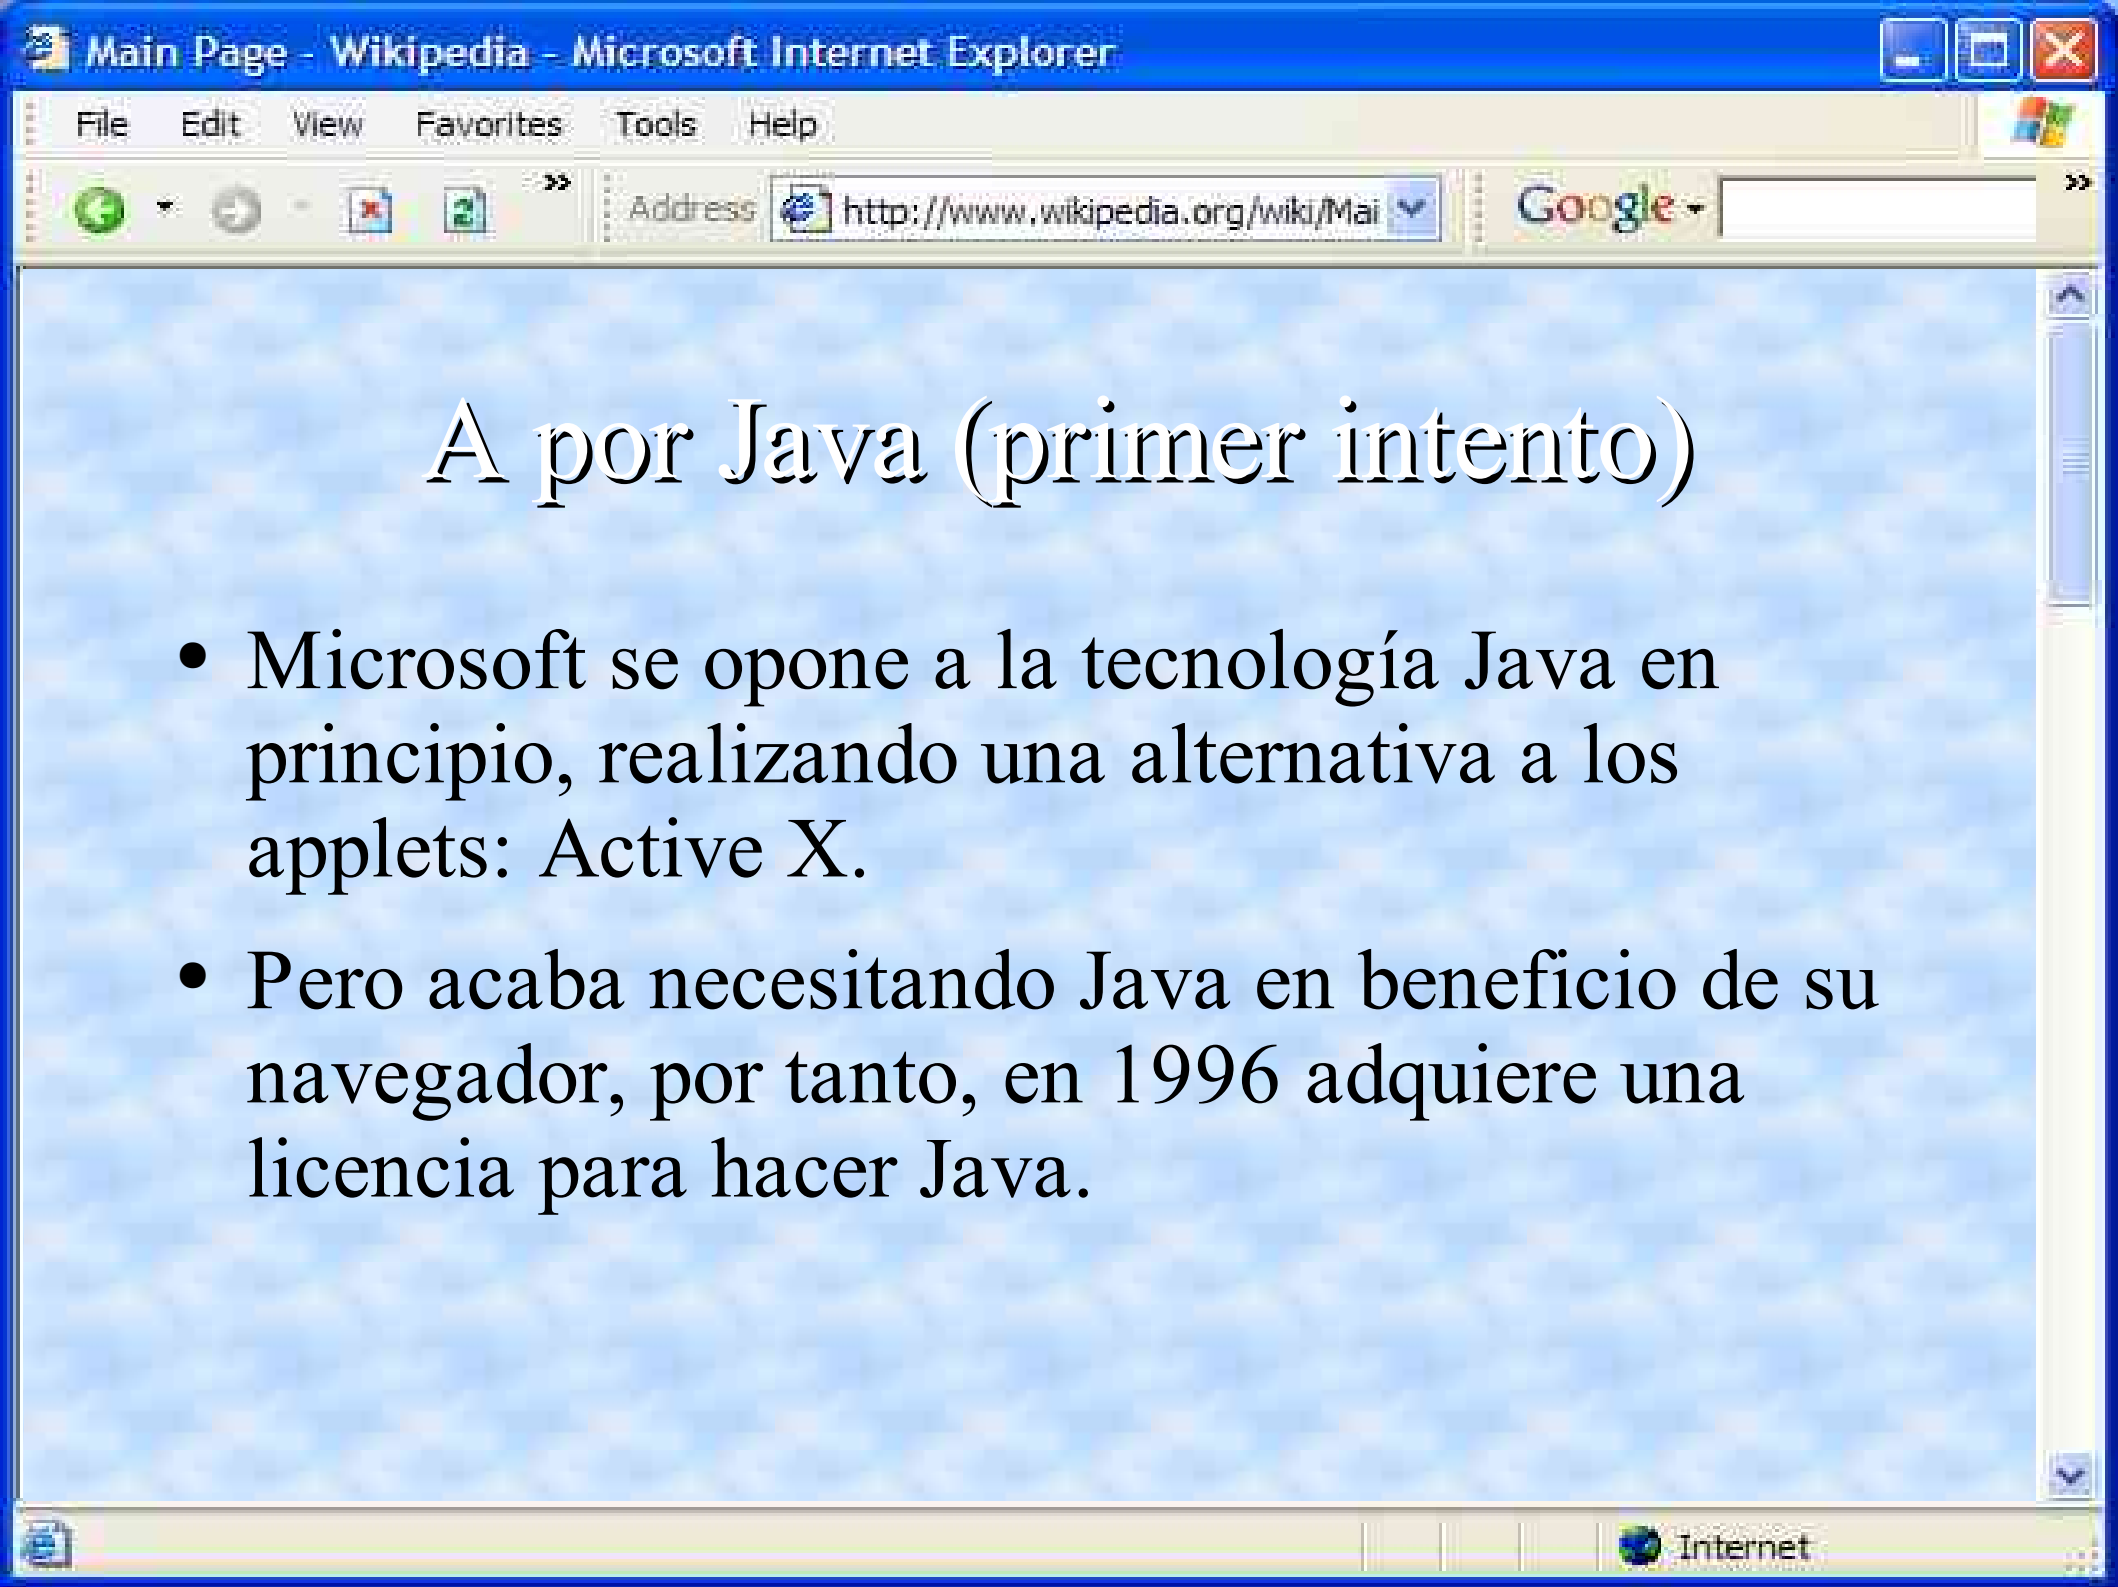 Main Page - Wikipedia - Microsoft Internet Explorer
File Edit View Favorites Tools Help
» Address http://www.wikipedia.org/wiki/Mai Google »
A por Java (primer intento)
• Microsoft se opone a la tecnología Java en
principio, realizando una alternativa a los
applets: Active X.
• Pero acaba necesitando Java en beneficio de su
navegador, por tanto, en 1996 adquiere una
licencia para hacer Java.
Internet